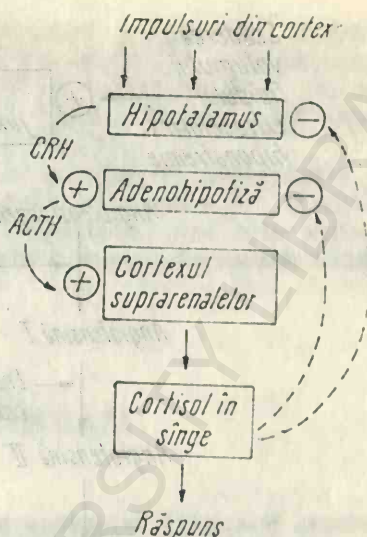 Impulsuri din cortex
Hipotalamus
−
CRH
+
Adenohipofiză
−
ACTH
+
Cortexul
suprarenalelor
Cortisol în
sînge
Răspuns